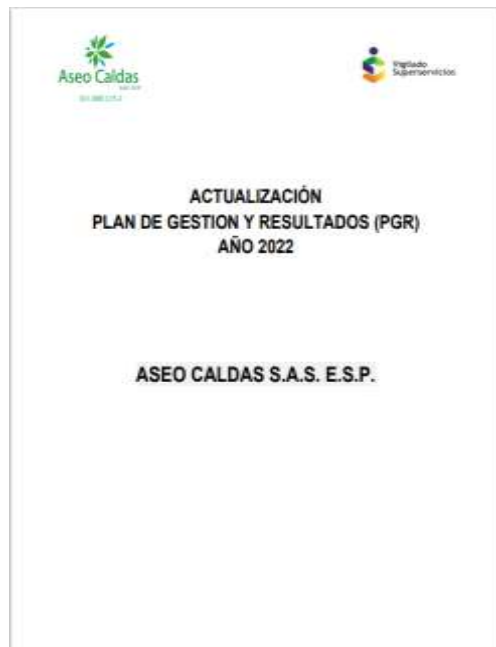 Aseo Caldas
Vigilado
Superservicios
ACTUALIZACIÓN
PLAN DE GESTION Y RESULTADOS (PGR)
AÑO 2022
ASEO CALDAS S.A.S. E.S.P.